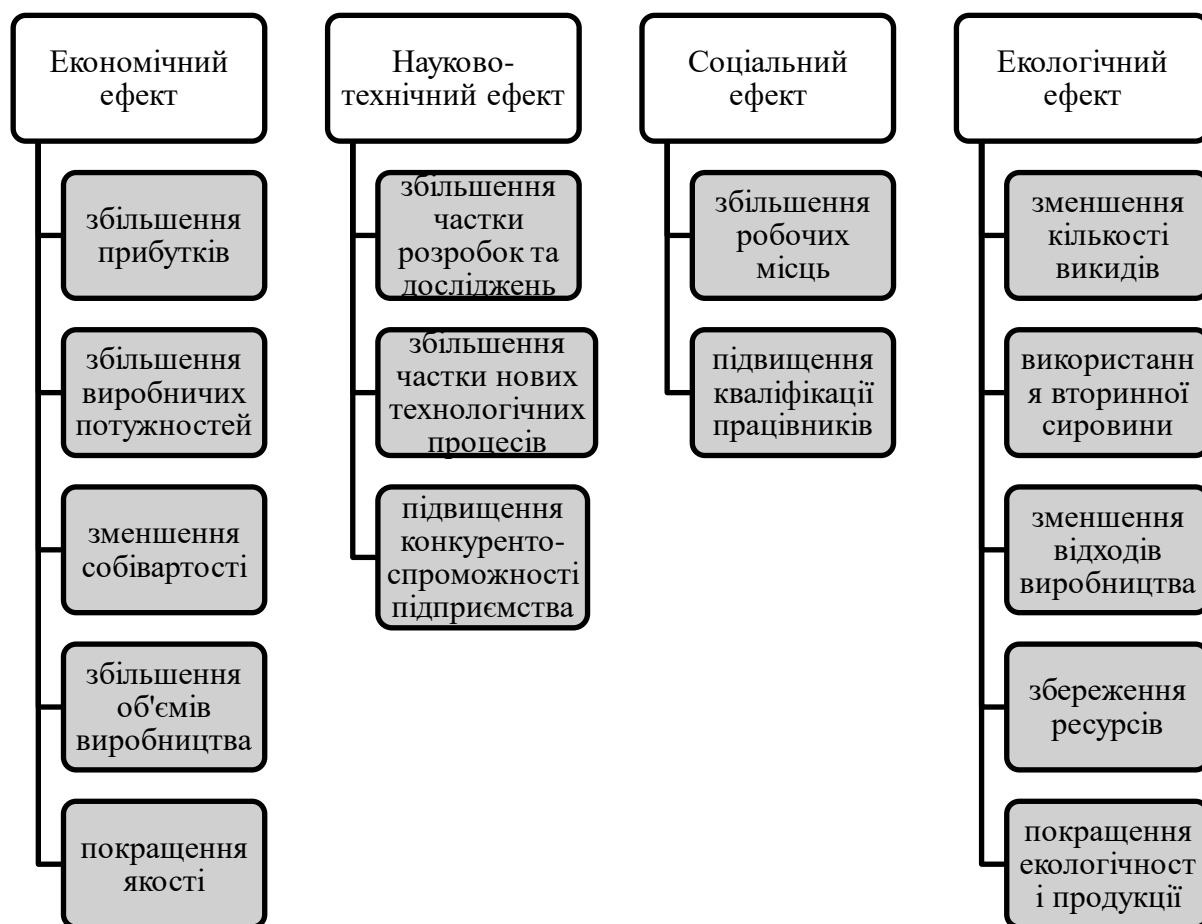 Економічний
ефект
збільшення
прибутків
збільшення
виробничих
потужностей
зменшення
собівартості
збільшення
об'ємів
виробництва
покращення
якості
Науково-
технічний ефект
збільшення
частки
розробок та
досліджень
збільшення
частки нових
технологічних
процесів
підвищення
конкуренто-
спроможності
підприємства
Соціальний
ефект
збільшення
робочих
місць
підвищення
кваліфікації
працівників
Екологічний
ефект
зменшення
кількості
викидів
використанн
я вторинної
сировини
зменшення
відходів
виробництва
збереження
ресурсів
покращення
екологічност
і продукції